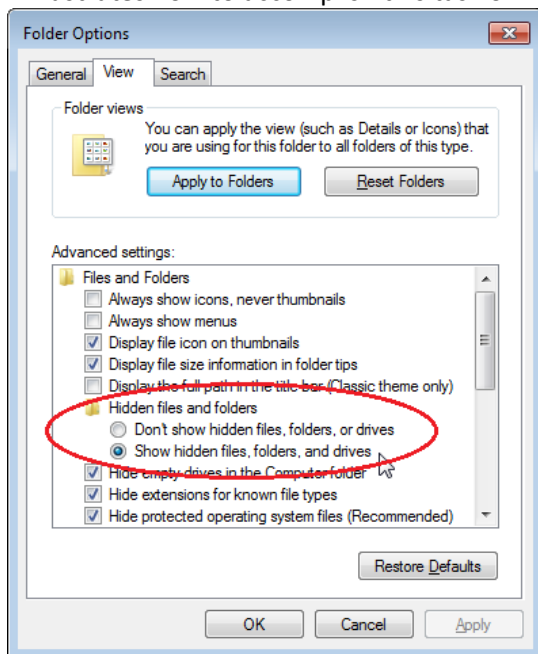 Folder Options
General View Search
Folder views
You can apply the view (such as Details or Icons) that
you are using for this folder to all folders of this type.
Apply to Folders Reset Folders
Advanced settings:
Files and Folders
Always show icons, never thumbnails
Always show menus
Display file icon on thumbnails
Display file size information in folder tips
Display the full path in the title bar (Classic theme only)
Hidden files and folders
Don't show hidden files, folders, or drives
Show hidden files, folders, and drives
Hide empty drives in the Computer folder
Hide extensions for known file types
Hide protected operating system files (Recommended)
Restore Defaults
OK Cancel Apply